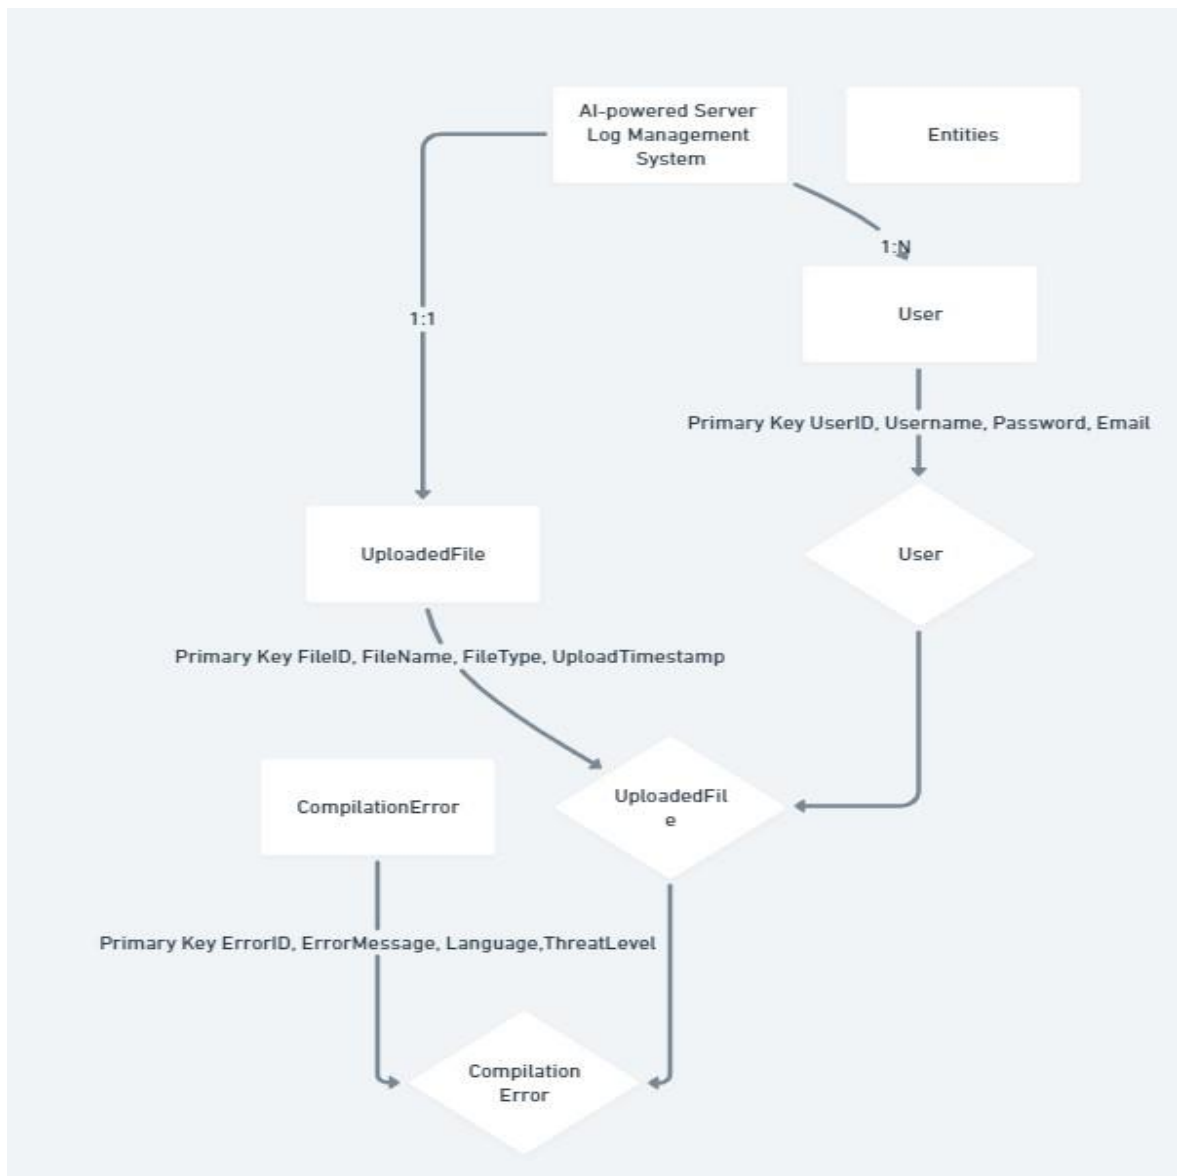 AI-powered Server
Log Management
System
Entities
1:N
User
1:1
Primary Key UserID, Username, Password, Email
UploadedFile
User
Primary Key FileID, FileName, FileType, UploadTimestamp
CompilationError
UploadedFil
e
Primary Key ErrorID, ErrorMessage, Language,ThreatLevel
Compilation
Error